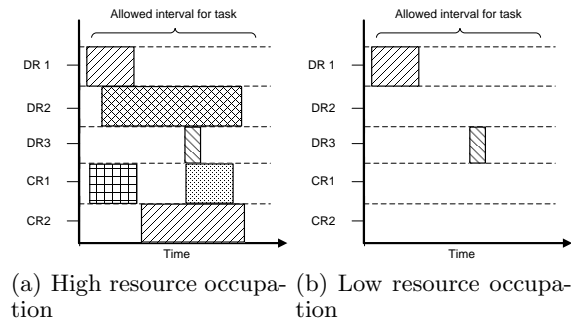 Allowed interval for task
DR 1
DR2
DR3
CR1
CR2
Time
(a) High resource occupa-
tion
Allowed interval for task
DR 1
DR2
DR3
CR1
CR2
Time
(b) Low resource occupa-
tion